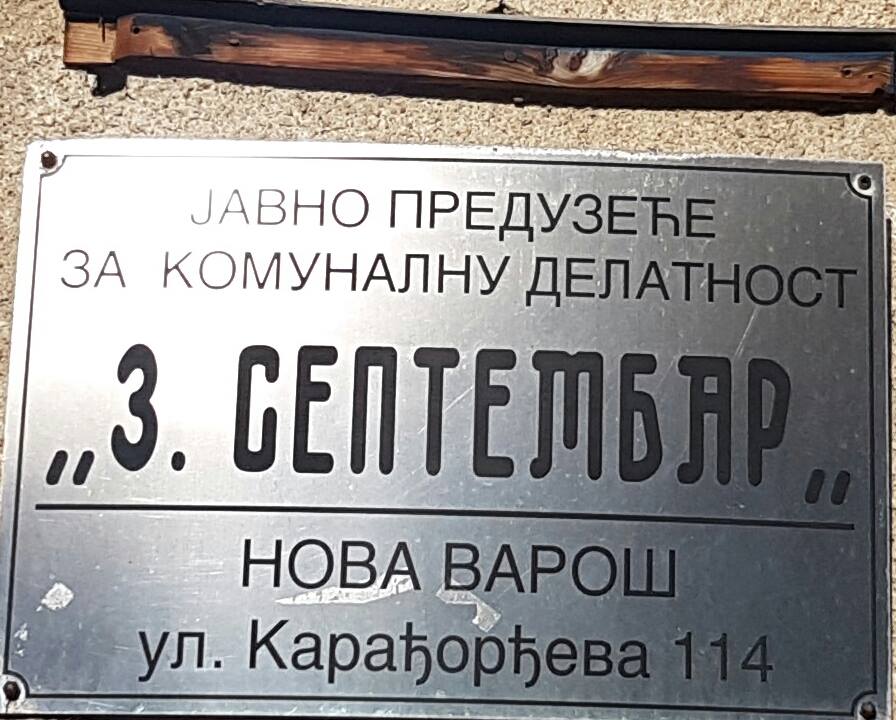 ЈАВНО ПРЕДУЗЕЋЕ
ЗА КОМУНАЛНУ ДЕЛАТНОСТ
„3. СЕПТЕМБАР„
НОВА ВАРОШ
ул. Карађорђева 114